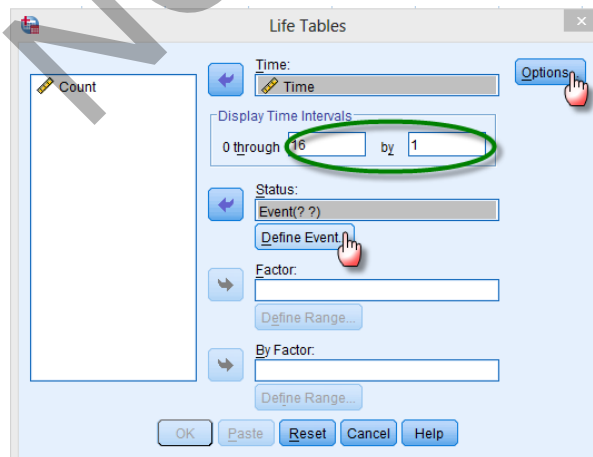 Life Tables
Count
Time:
Time
Options...
Display Time Intervals
0 through 16 by 1
Status:
Event(? ?)
Define Event...
Factor:
Define Range...
By Factor:
Define Range...
OK Paste Reset Cancel Help